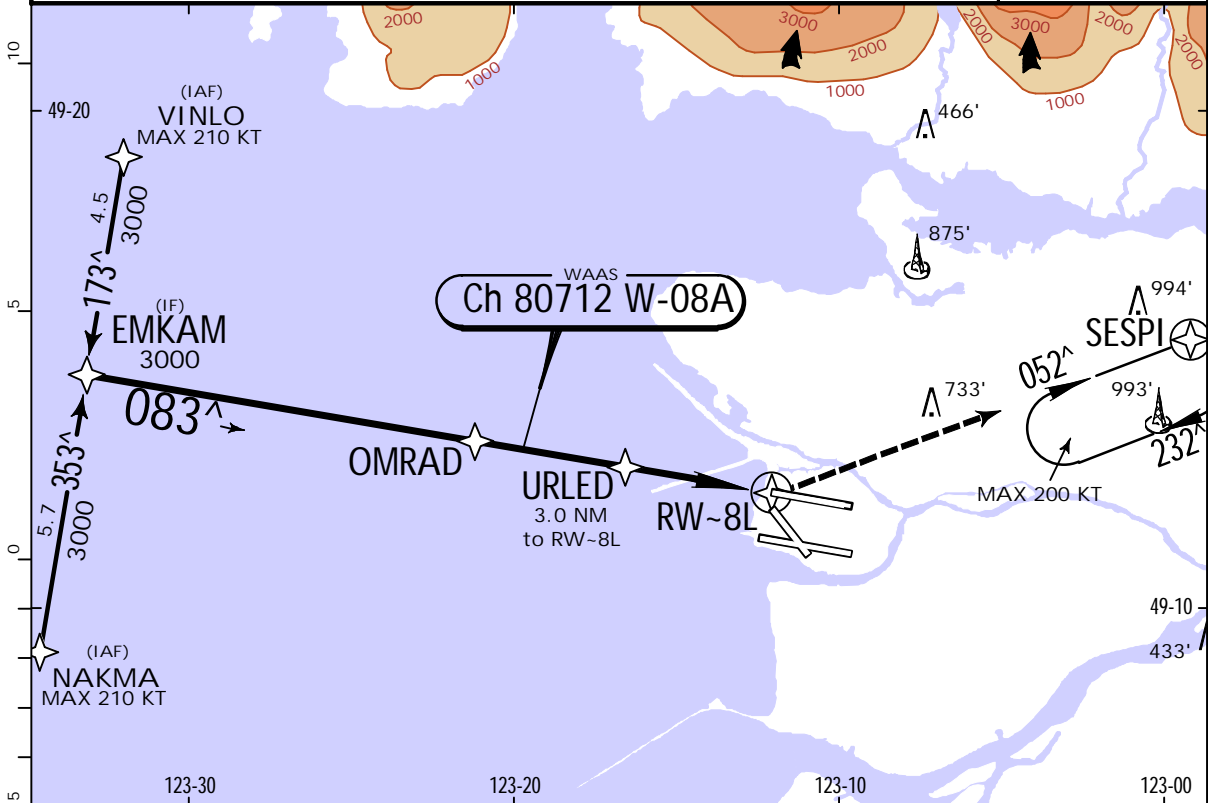 2000
3000
2000
1000
1000
2000
3000
2000
1000
2000
10
49-20
(IAF)
VINLO
MAX 210 KT
466'
4.5
3000
173^
875'
WAAS
Ch 80712 W-08A
5
(IF)
EMKAM
3000
994'
SESPI
052^
083^
733'
993'
232^
353^
5.7
3000
OMRAD
URLED
3.0 NM
to RW~8L
RW~8L
MAX 200 KT
0
49-10
433'
(IAF)
NAKMA
MAX 210 KT
123-30
123-20
123-10
123-00
5